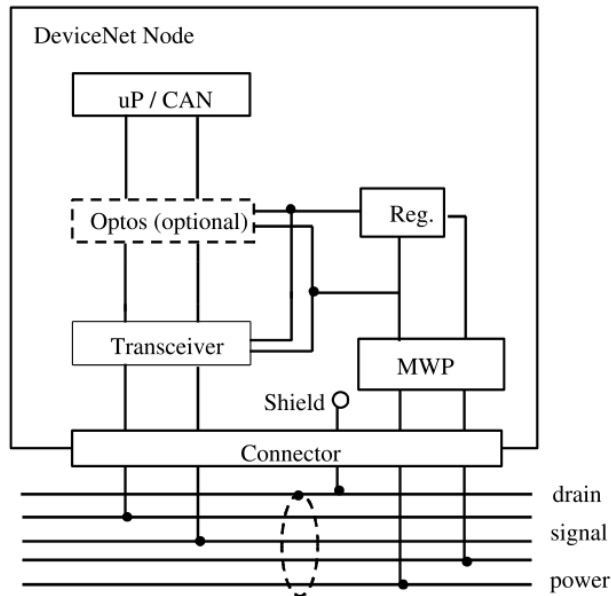 DeviceNet Node
uP / CAN
Optos (optional)
Reg.
Transceiver
MWP
Shield
Connector
drain
signal
power